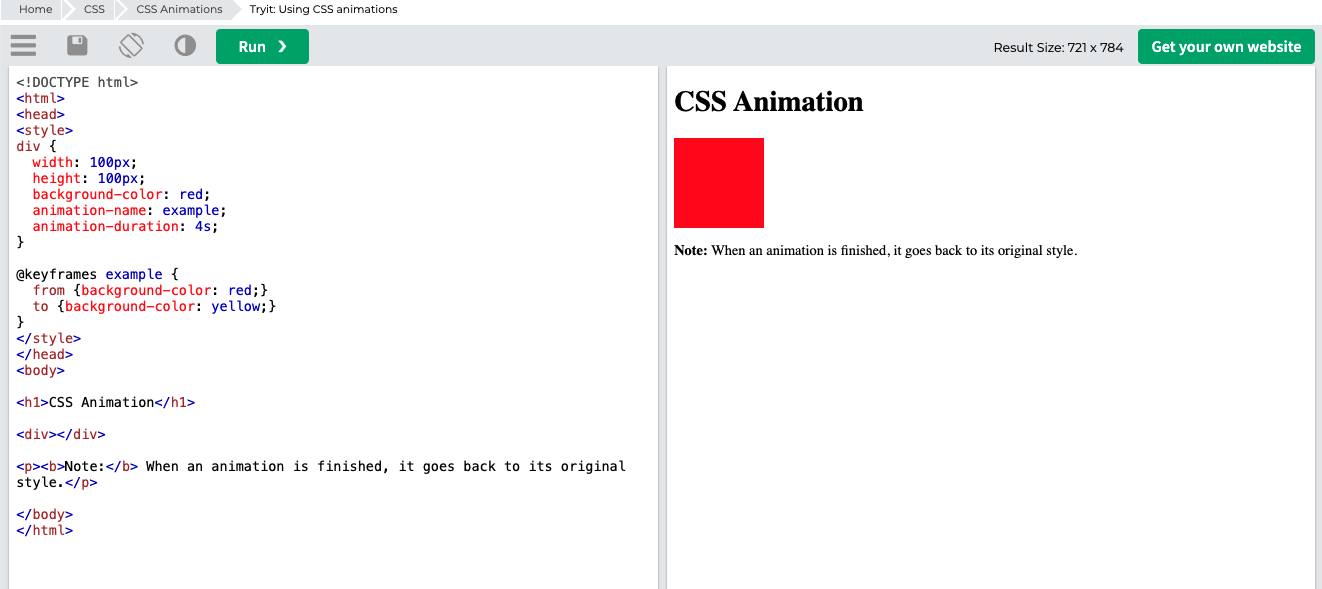 Home CSS CSS Animations Tryit: Using CSS animations
Run ❯ Result Size: 721 x 784 Get your own website
<!DOCTYPE html>
<html>
<head>
<style>
div {
  width: 100px;
  height: 100px;
  background-color: red;
  animation-name: example;
  animation-duration: 4s;
}

@keyframes example {
  from {background-color: red;}
  to {background-color: yellow;}
}
</style>
</head>
<body>

<h1>CSS Animation</h1>

<div></div>

<p><b>Note:</b> When an animation is finished, it goes back to its original
style.</p>

</body>
</html>
CSS Animation
Note: When an animation is finished, it goes back to its original style.